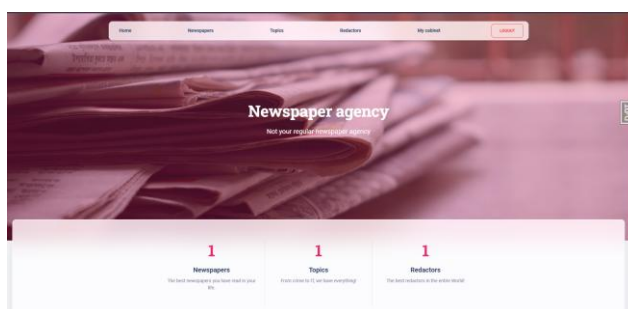 Home Newspapers Topics Redactors My cabinet LOGOUT
Newspaper agency
Not your regular newspaper agency
1 1 1
Newspapers Topics Redactors
The best newspapers you have read in your
life
From crime to IT, we have everything!
The best redactors in the entire World!